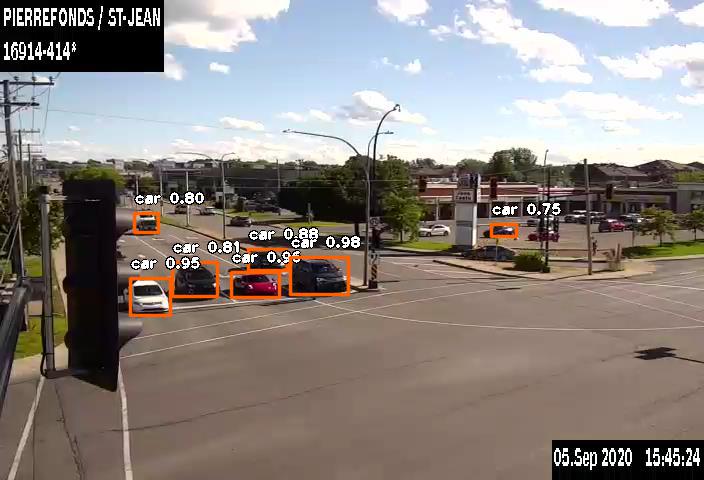 PIERREFONDS / ST-JEAN
16914-414*
car 0.80
car 0.75
car 0.88
car 0.81
car 0.98
car 0.96
car 0.95
05.Sep 2020 15:45:24